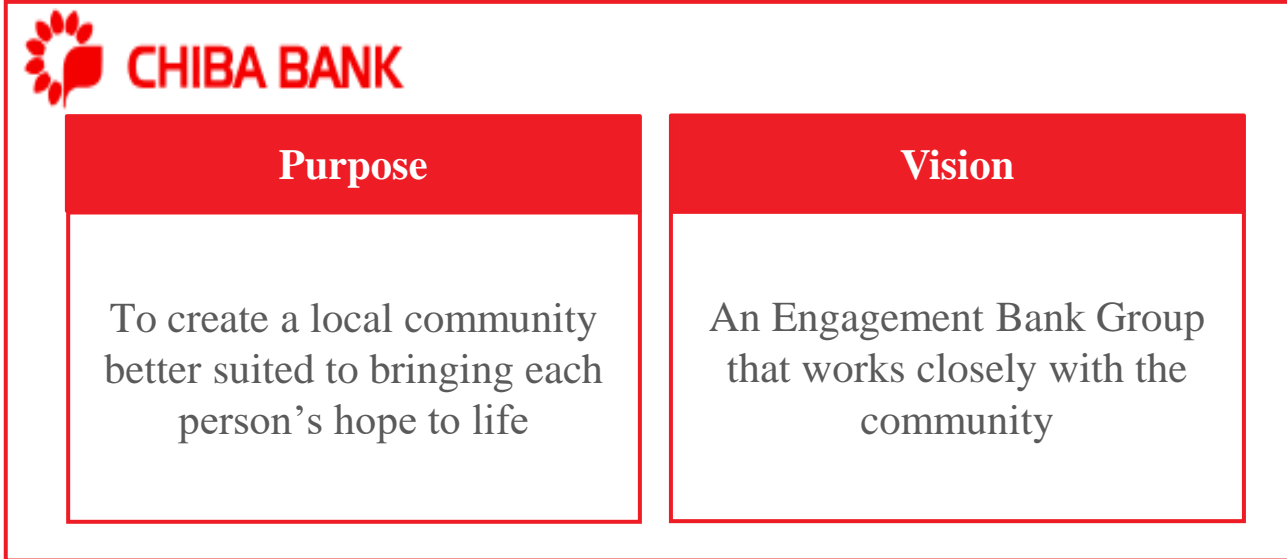 CHIBA BANK
Purpose
To create a local community
better suited to bringing each
person’s hope to life
Vision
An Engagement Bank Group
that works closely with the
community